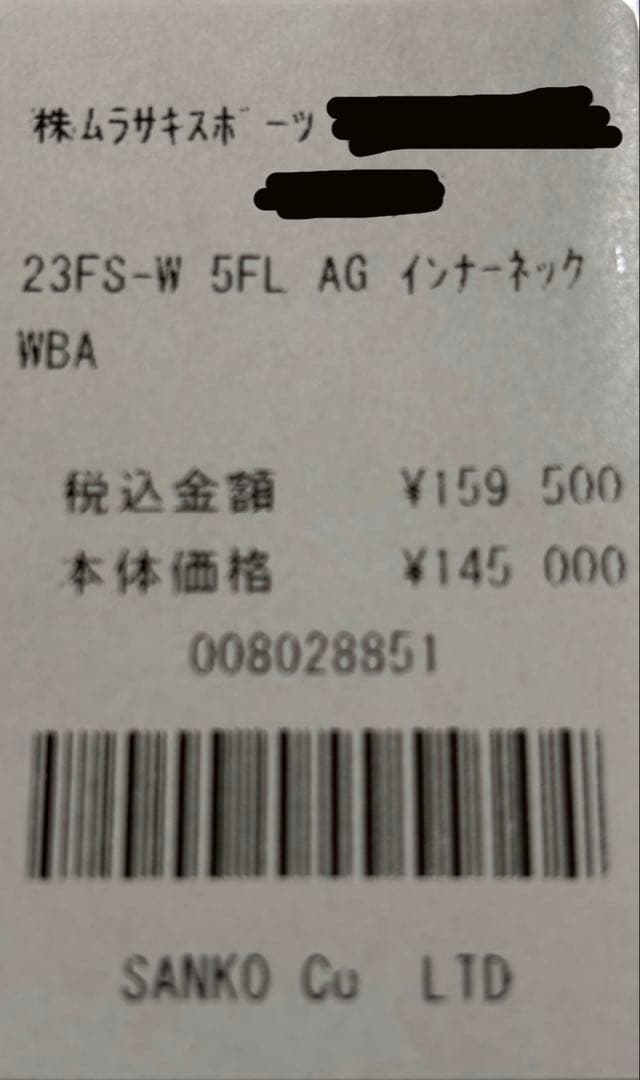 株ムラサキスポーツ
23FS-W 5FL AG インナーネック
WBA
税込金額 ¥159 500
本体価格 ¥145 000
008028851
SANKO Co LTD